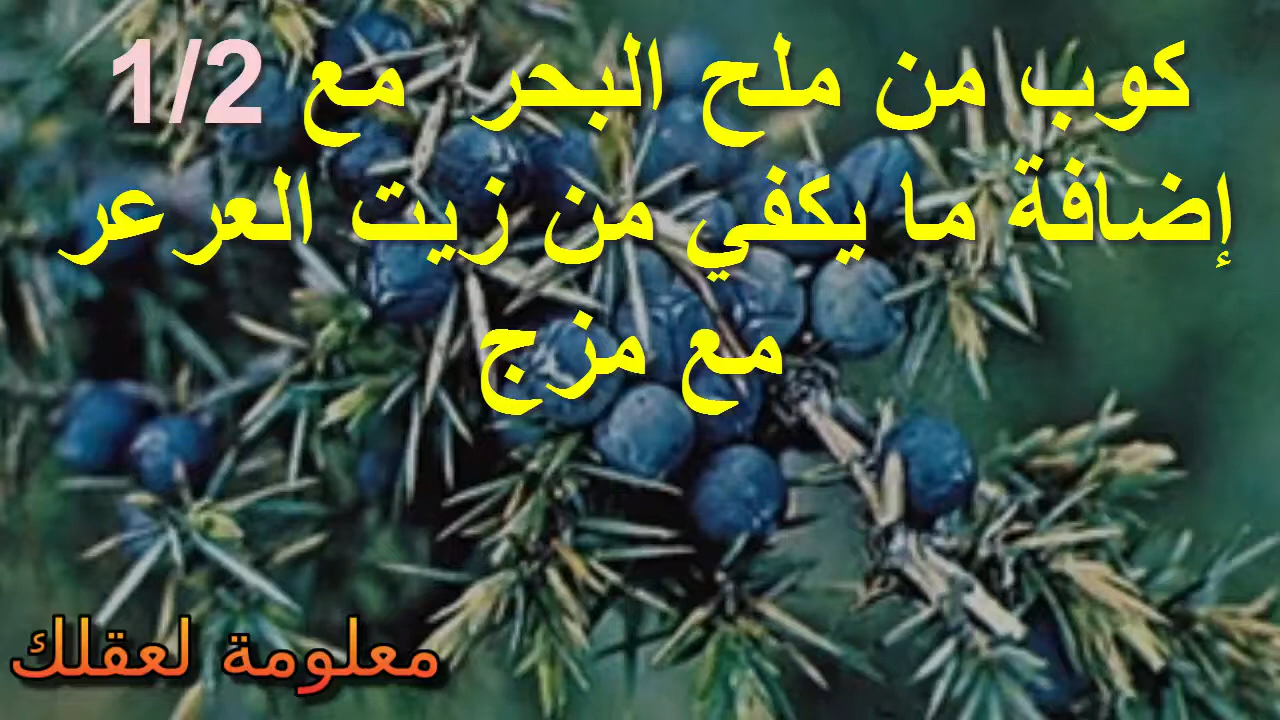 كوب من ملح البحر  مع 1/2
إضافة ما يكفي من زيت العرعر
مع مزج
معلومة لعقلك